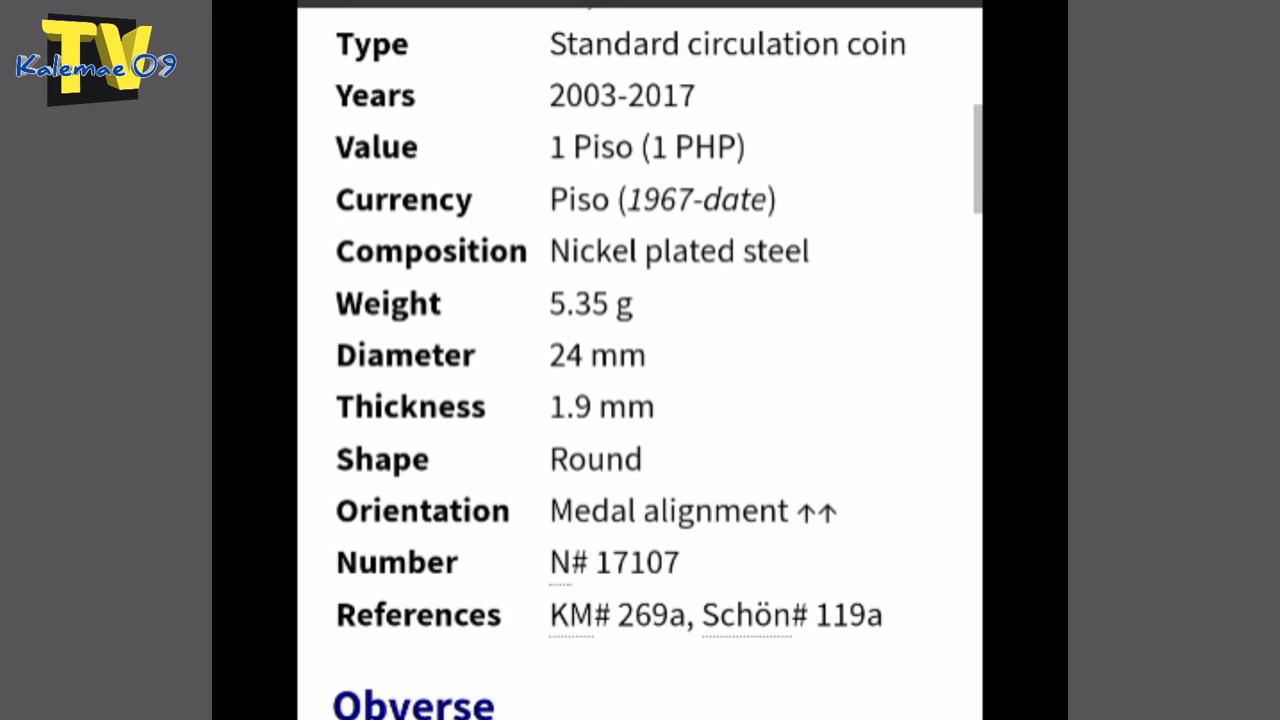 TV
Kalemae 09
Type Standard circulation coin
Years 2003-2017
Value 1 Piso (1 PHP)
Currency Piso (1967-date)
Composition Nickel plated steel
Weight 5.35 g
Diameter 24 mm
Thickness 1.9 mm
Shape Round
Orientation Medal alignment ↑↑
Number N# 17107
References KM# 269a, Schön# 119a
Obverse